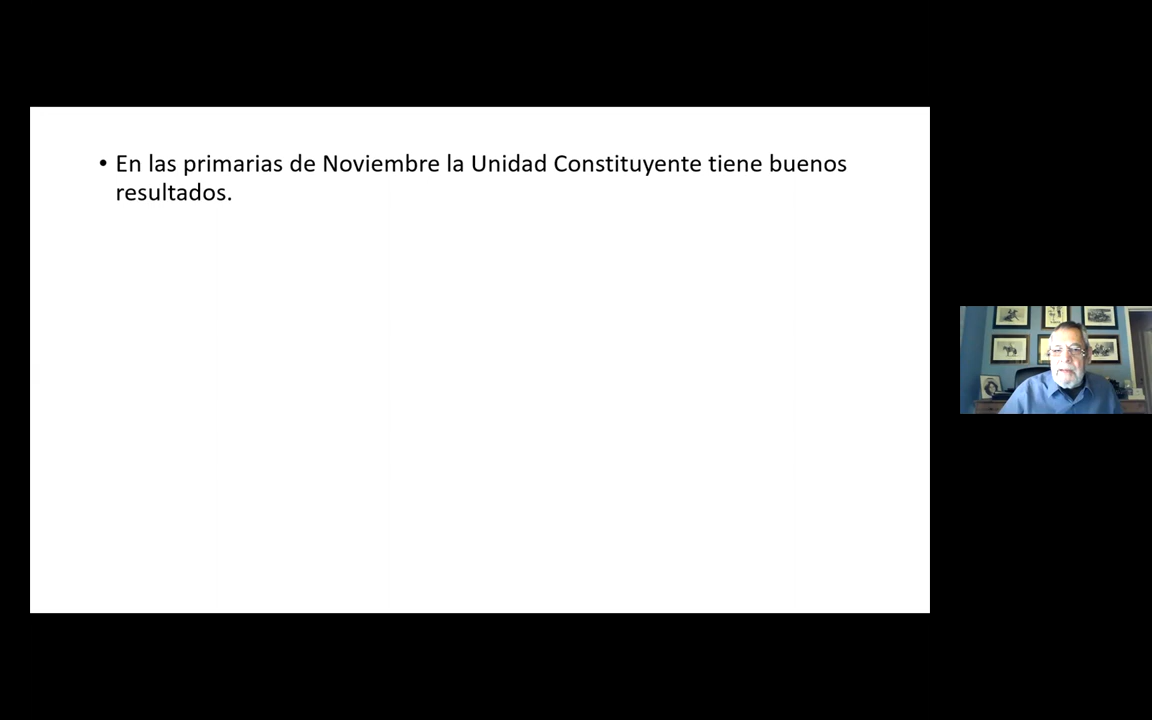 • En las primarias de Noviembre la Unidad Constituyente tiene buenos
resultados.